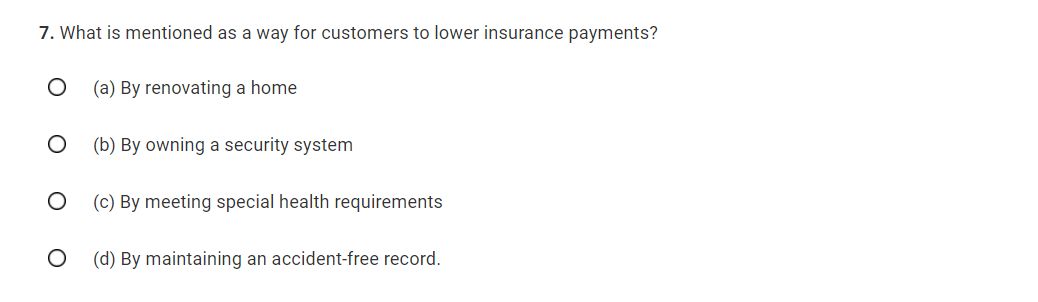 7. What is mentioned as a way for customers to lower insurance payments?
(a) By renovating a home
(b) By owning a security system
(c) By meeting special health requirements
(d) By maintaining an accident-free record.